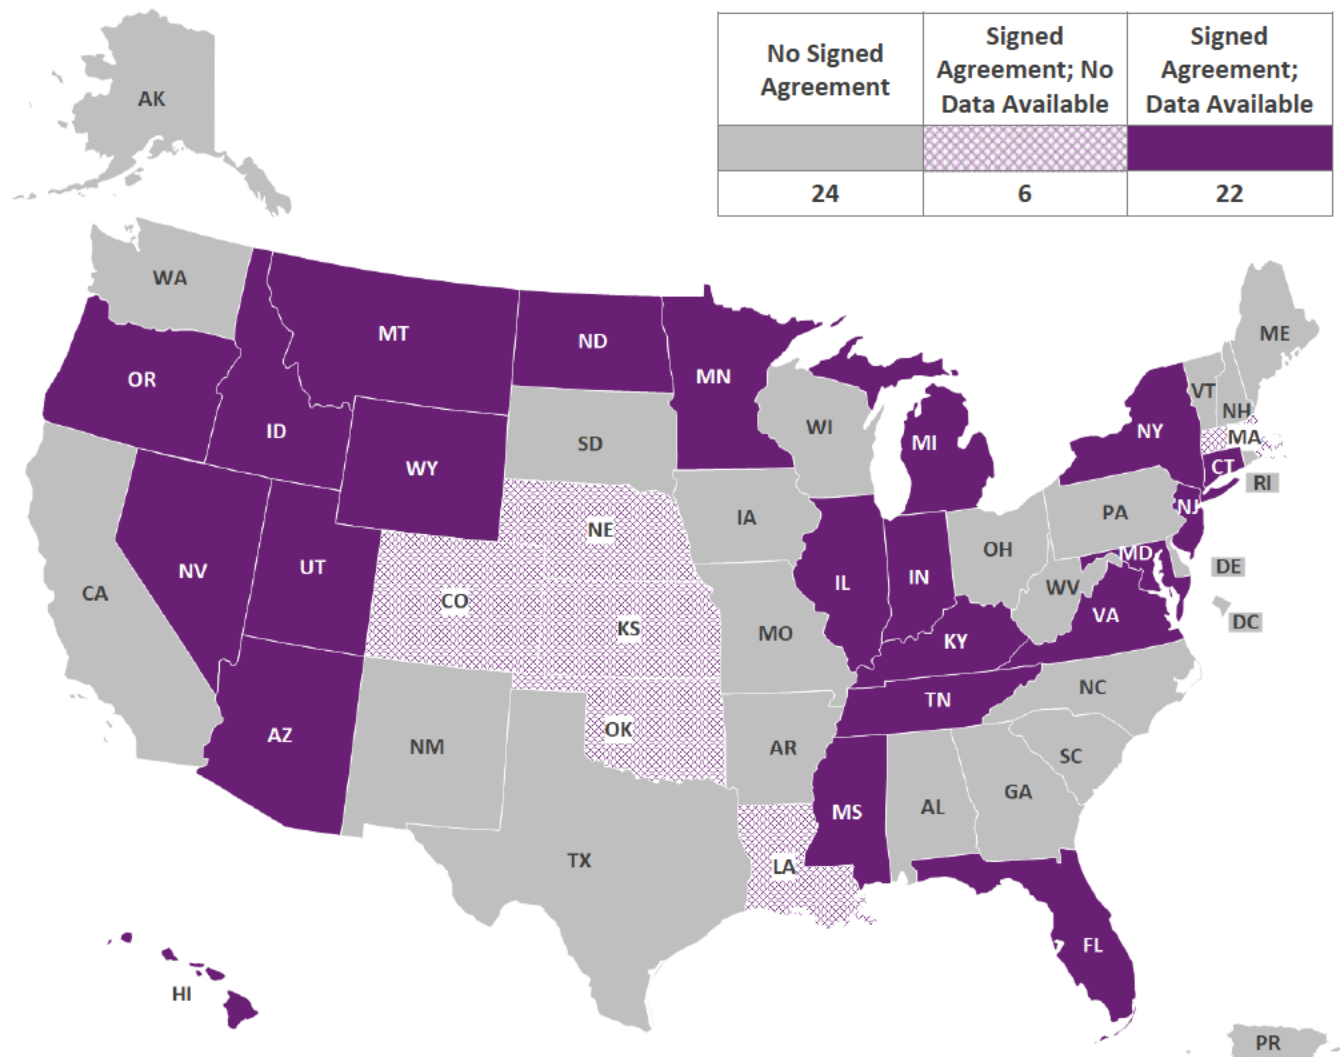 No Signed
Agreement
Signed
Agreement; No
Data Available
Signed
Agreement;
Data Available
24
6
22
AK
WA
MT
ND
MN
ME
OR
ID
WY
SD
WI
MI
VT
NH
NY
MA
CT
RI
NV
UT
NE
IA
IL
IN
OH
PA
NJ
MD
DE
CA
CO
KS
MO
KY
WV
VA
DC
AZ
NM
OK
AR
TN
NC
SC
TX
LA
MS
AL
GA
FL
HI
PR